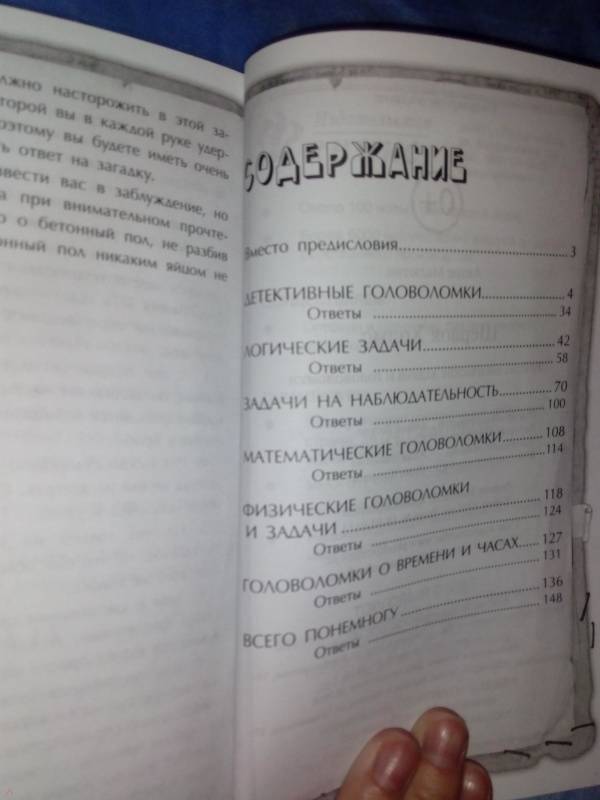 лжно насторожить в этой за-
торой вы в каждой руке удер-
оэтому вы будете иметь очень
ть ответ на загадку.
вести вас в заблуждение, но
а при внимательном прочте-
о о бетонный пол, не разбив
онный пол никаким яйцом не
СОДЕРЖАНИЕ
0+
Вместо предисловия.......3
ДЕТЕКТИВНЫЕ ГОЛОВОЛОМКИ.......4
Ответы .......34
ЛОГИЧЕСКИЕ ЗАДАЧИ.......42
Ответы .......58
ЗАДАЧИ НА НАБЛЮДАТЕЛЬНОСТЬ.......70
Ответы .......100
МАТЕМАТИЧЕСКИЕ ГОЛОВОЛОМКИ.......108
Ответы .......114
ФИЗИЧЕСКИЕ ГОЛОВОЛОМКИ
И ЗАДАЧИ.......118
Ответы .......124
ГОЛОВОЛОМКИ О ВРЕМЕНИ И ЧАСАХ.......127
Ответы .......131
ВСЕГО ПОНЕМНОГУ.......136
Ответы .......148